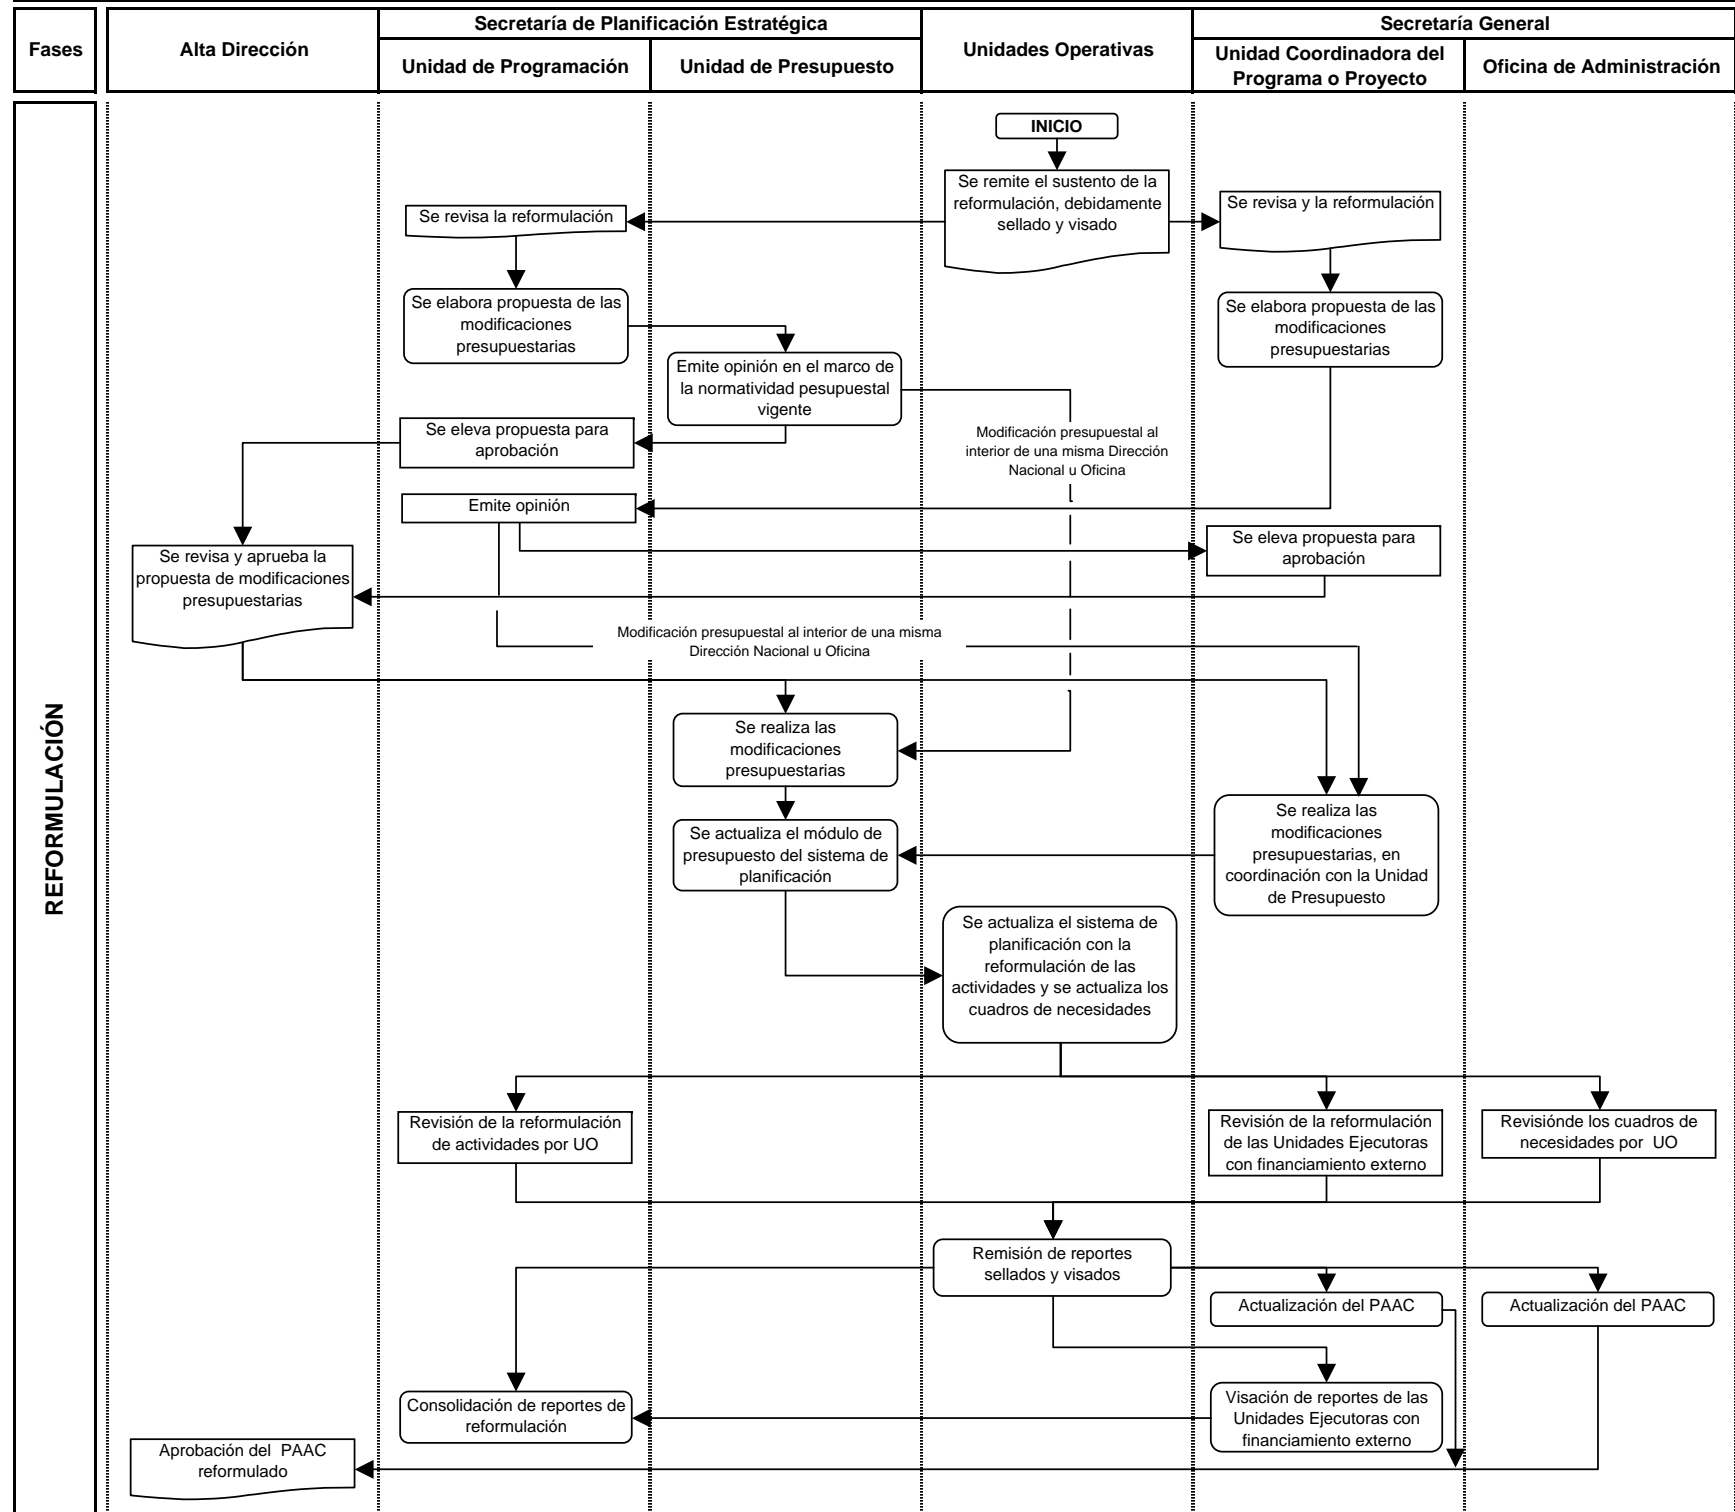 Fases
Alta Dirección
Secretaría de Planificación Estratégica
Unidad de Programación
Unidad de Presupuesto
Unidades Operativas
Secretaría General
Unidad Coordinadora del
Programa o Proyecto
Oficina de Administración
REFORMULACIÓN
INICIO
Se remite el sustento de la
reformulación, debidamente
sellado y visado
Se revisa la reformulación
Se revisa y la reformulación
Se elabora propuesta de las
modificaciones
presupuestarias
Se elabora propuesta de las
modificaciones
presupuestarias
Emite opinión en el marco de
la normatividad pesupuestal
vigente
Se eleva propuesta para
aprobación
Modificación presupuestal al
interior de una misma Dirección
Nacional u Oficina
Emite opinión
Se eleva propuesta para
aprobación
Se revisa y aprueba la
propuesta de modificaciones
presupuestarias
Modificación presupuestal al interior de una misma
Dirección Nacional u Oficina
Se realiza las
modificaciones
presupuestarias
Se realiza las
modificaciones
presupuestarias, en
coordinación con la Unidad
de Presupuesto
Se actualiza el módulo de
presupuesto del sistema de
planificación
Se actualiza el sistema de
planificación con la
reformulación de las
actividades y se actualiza los
cuadros de necesidades
Revisión de la reformulación
de actividades por UO
Revisión de la reformulación
de las Unidades Ejecutoras
con financiamiento externo
Revisiónde los cuadros de
necesidades por UO
Remisión de reportes
sellados y visados
Actualización del PAAC
Actualización del PAAC
Consolidación de reportes de
reformulación
Visación de reportes de las
Unidades Ejecutoras con
financiamiento externo
Aprobación del PAAC
reformulado